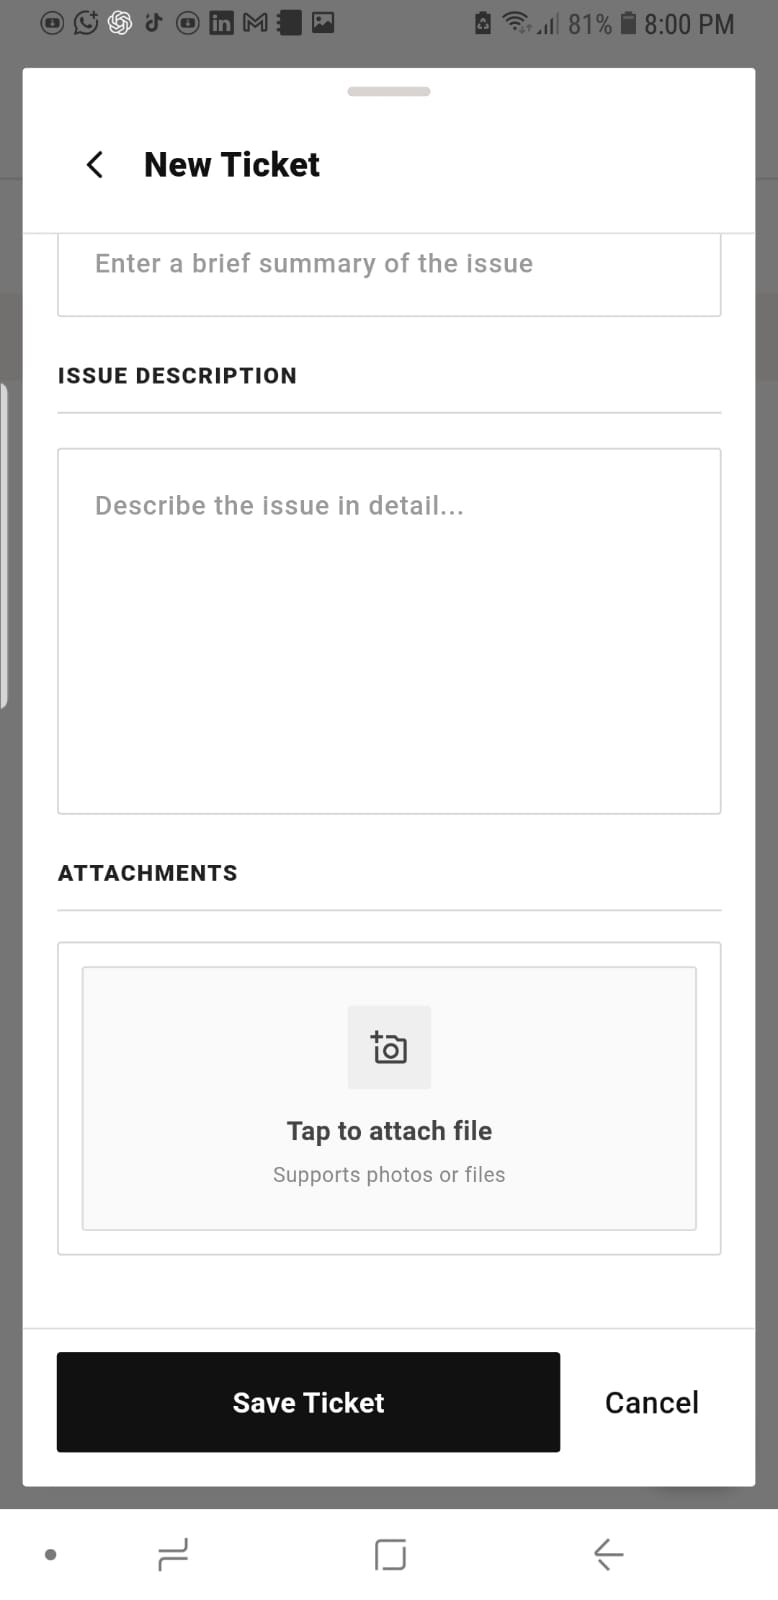 81% 8:00 PM
New Ticket
Enter a brief summary of the issue
ISSUE DESCRIPTION
Describe the issue in detail...
ATTACHMENTS
Tap to attach file
Supports photos or files
Save Ticket Cancel